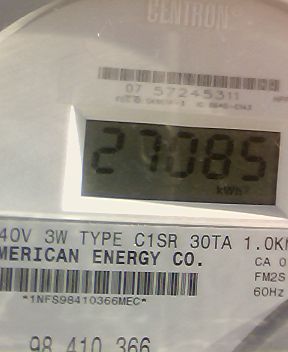 CENTRON®
07 57245311
27085
kWh
40V 3W TYPE C1SR 30TA 1.0K
MERICAN ENERGY CO.
CA 0
FM2S
*1NFS98410366MEC*
60Hz
98 410 366